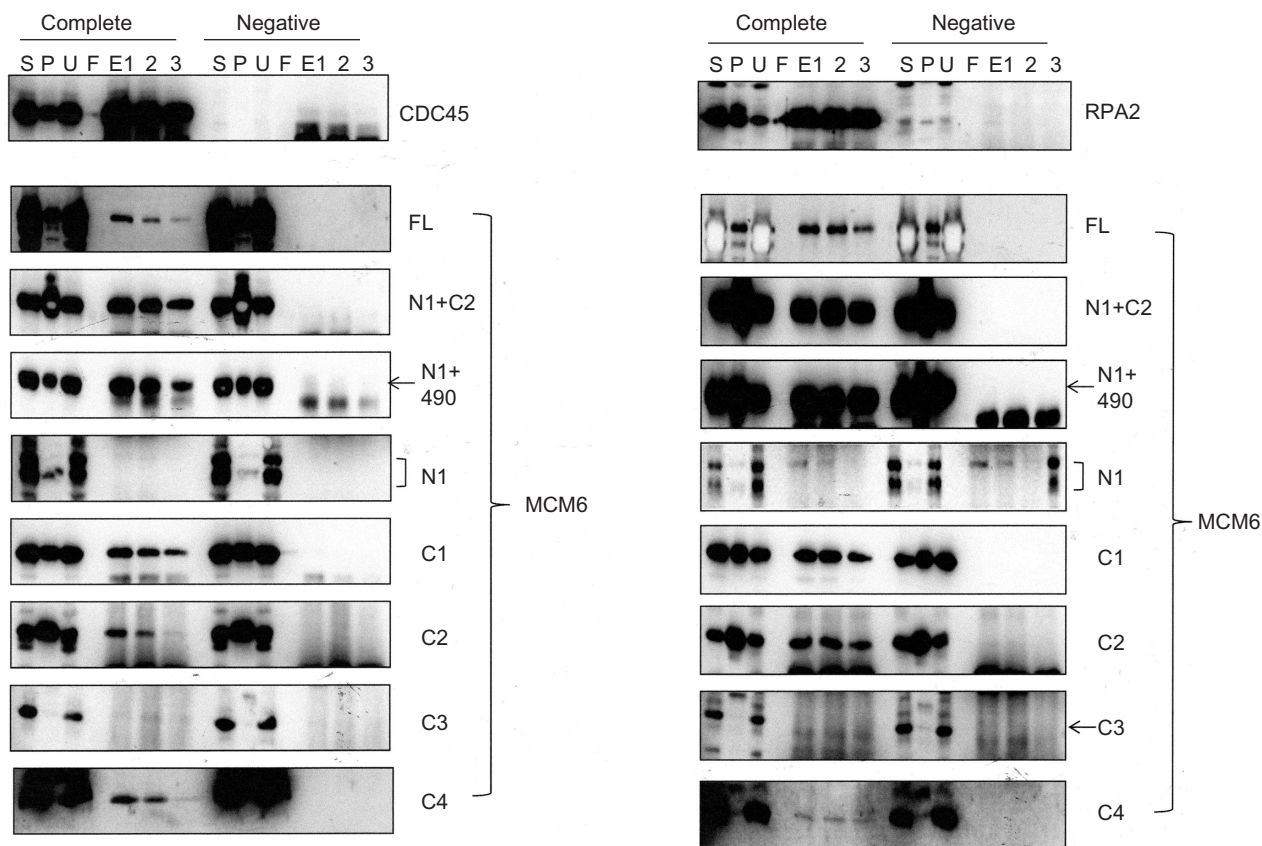 Complete Negative
S P U F E1 2 3 S P U F E1 2 3
CDC45
FL
N1+C2
N1+
490
N1
C1
C2
C3
C4
MCM6
Complete Negative
S P U F E1 2 3 S P U F E1 2 3
RPA2
FL
N1+C2
N1+
490
N1
C1
C2
C3
C4
MCM6